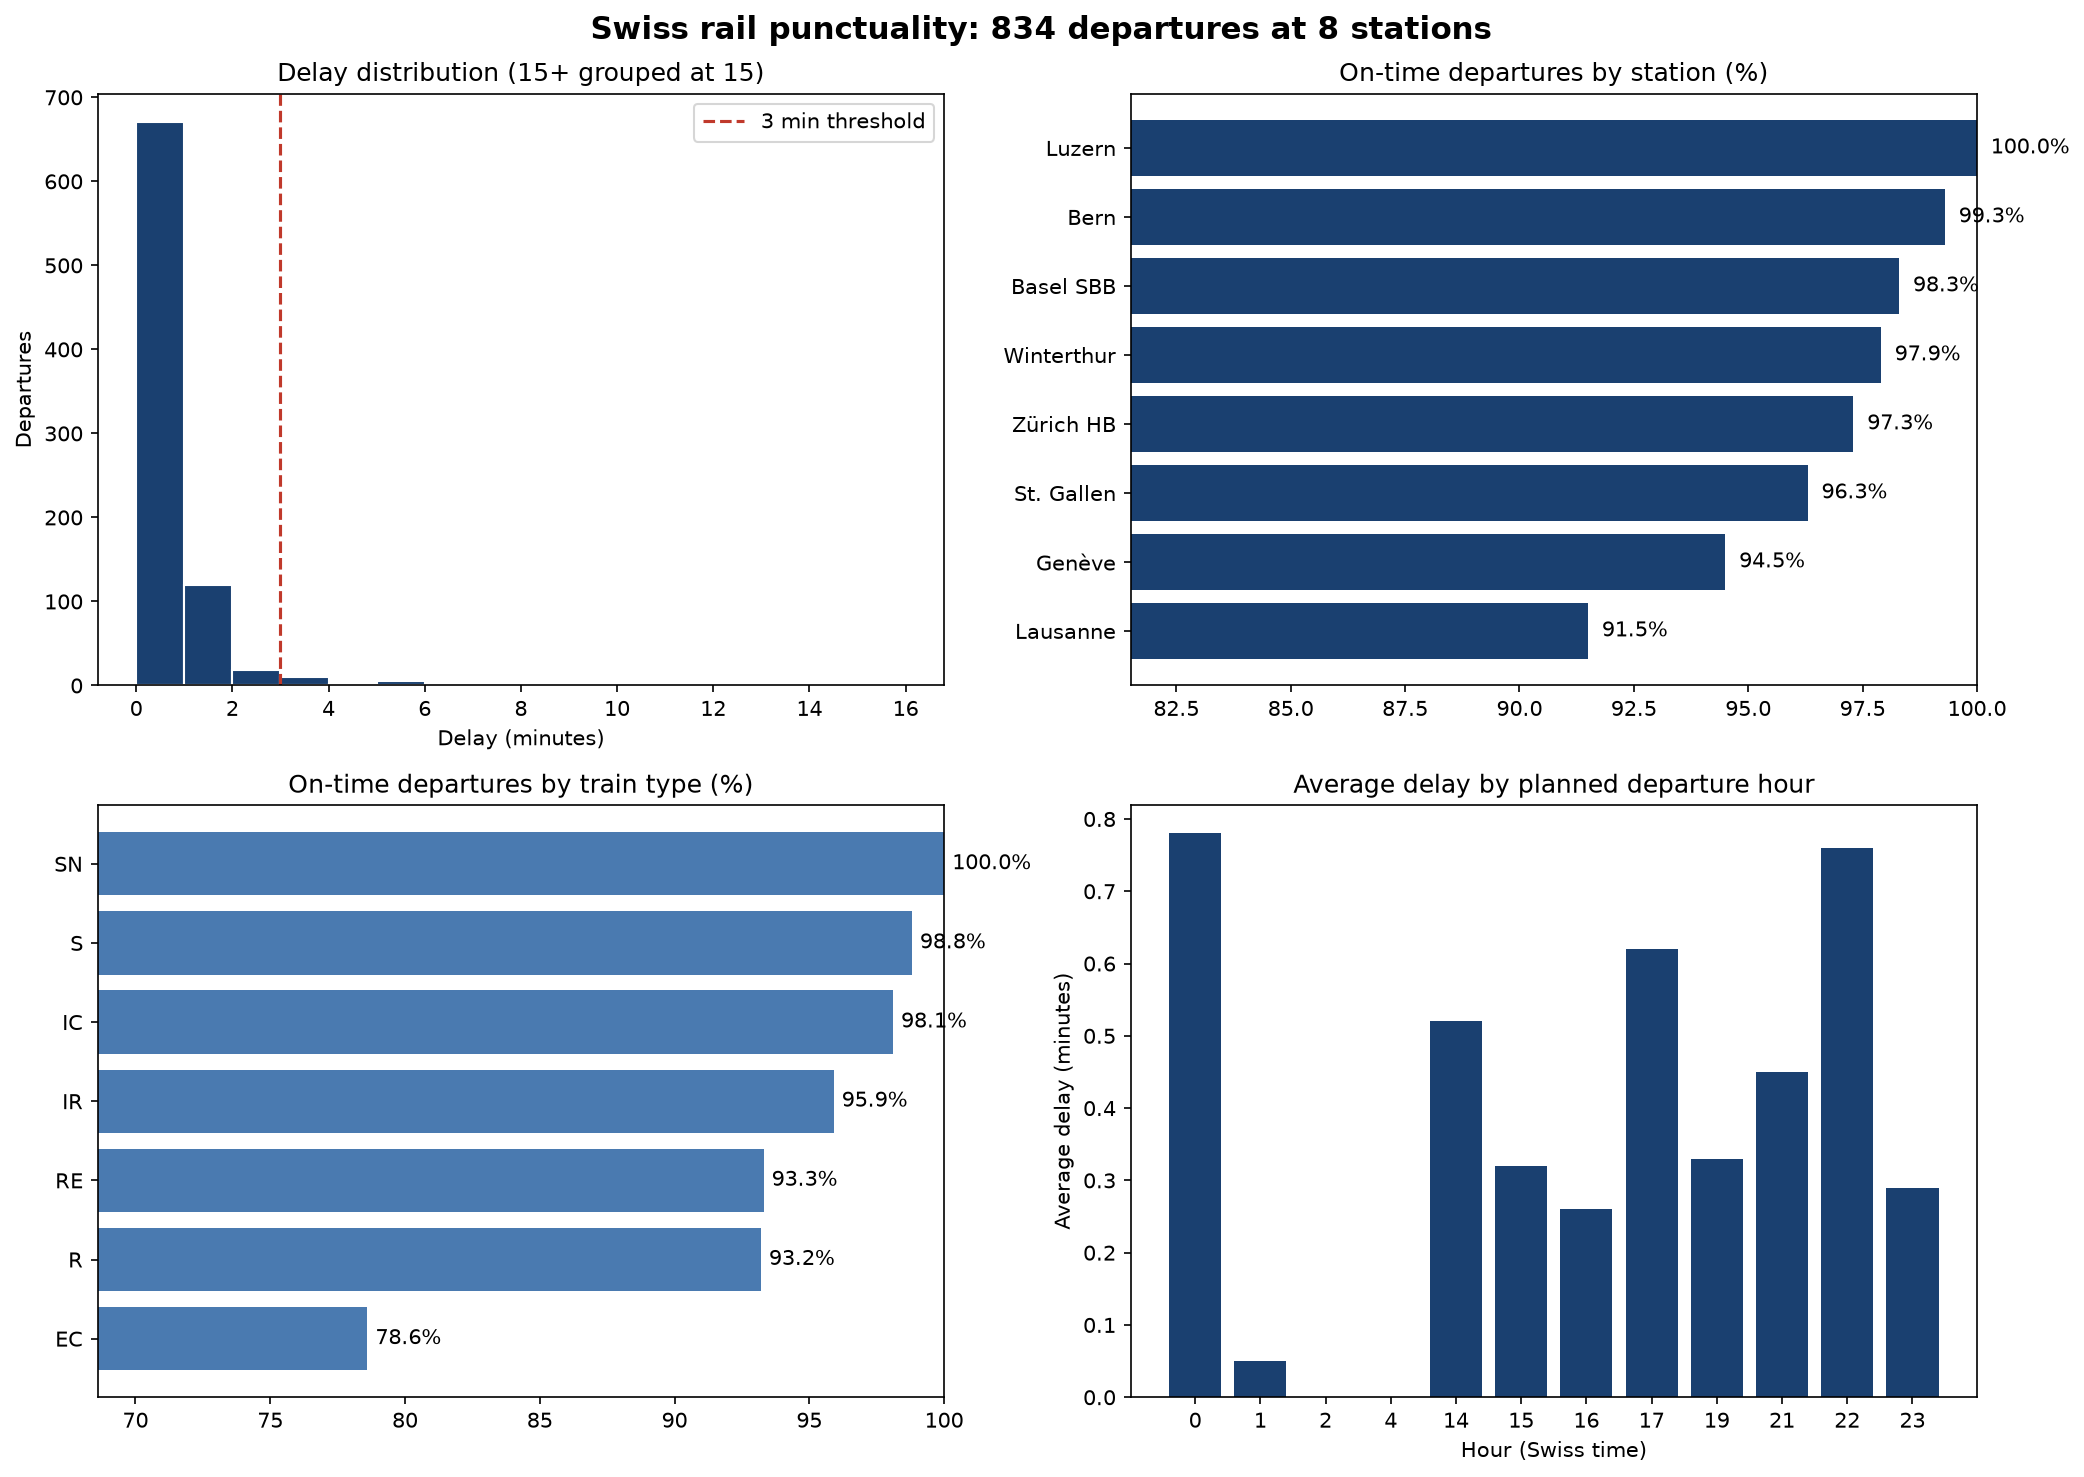 Swiss rail punctuality: 834 departures at 8 stations
Delay distribution (15+ grouped at 15)
700
600
500
400
300
200
100
0
Departures
3 min threshold
0 2 4 6 8 10 12 14 16
Delay (minutes)
On-time departures by station (%)
Luzern 100.0%
Bern 99.3%
Basel SBB 98.3%
Winterthur 97.9%
Zürich HB 97.3%
St. Gallen 96.3%
Genève 94.5%
Lausanne 91.5%
82.5 85.0 87.5 90.0 92.5 95.0 97.5 100.0
On-time departures by train type (%)
SN 100.0%
S 98.8%
IC 98.1%
IR 95.9%
RE 93.3%
R 93.2%
EC 78.6%
70 75 80 85 90 95 100
Average delay by planned departure hour
0.8
0.7
0.6
0.5
0.4
0.3
0.2
0.1
0.0
Average delay (minutes)
0 1 2 4 14 15 16 17 19 21 22 23
Hour (Swiss time)